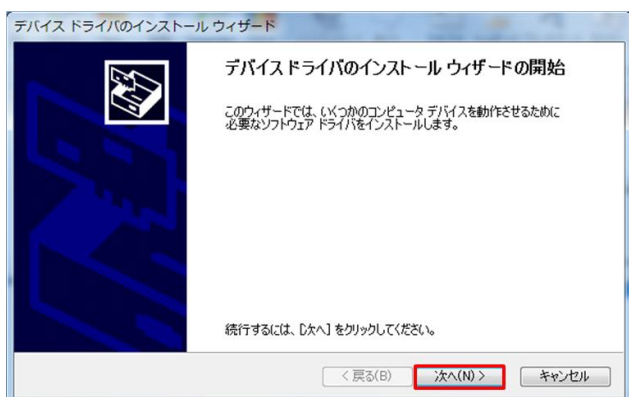 デバイス ドライバのインストール ウィザード
デバイス ドライバのインストール ウィザードの開始
このウィザードでは、いくつかのコンピュータ デバイスを動作させるために
必要なソフトウェア ドライバをインストールします。
続行するには、[次へ] をクリックしてください。
< 戻る(B)
次へ(N) >
キャンセル